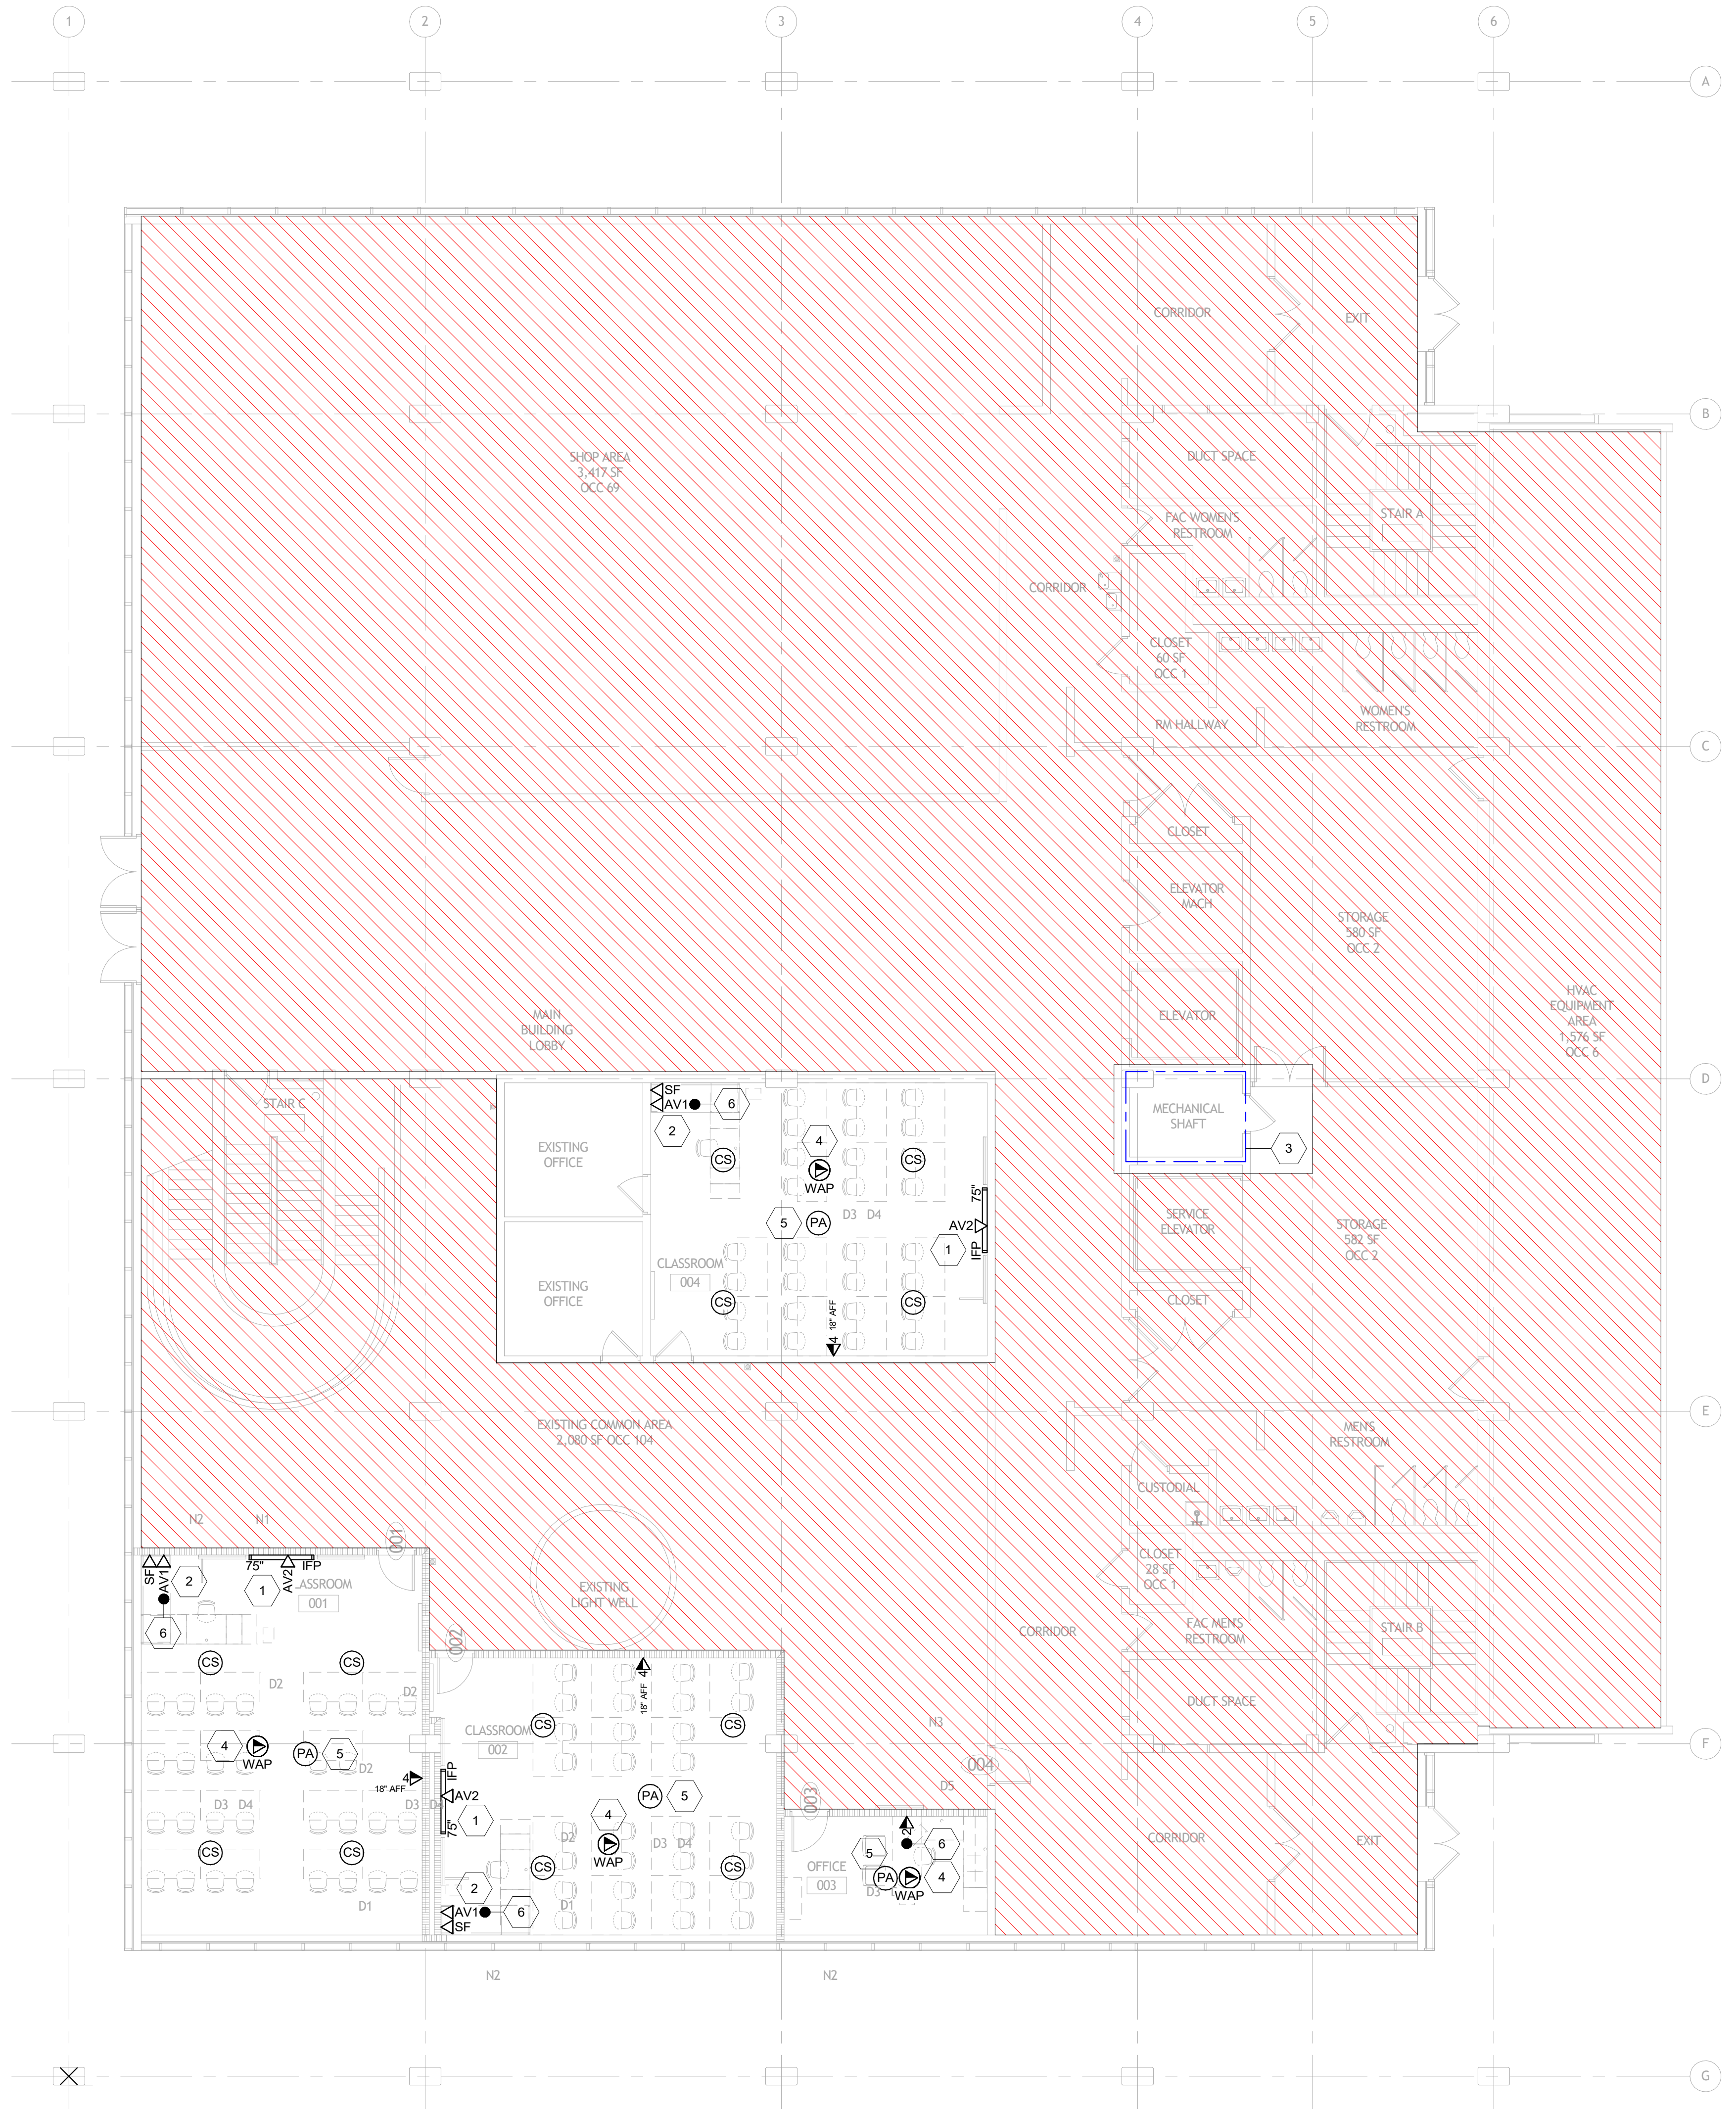 1
2
3
4
5
6
A
CORRIDOR
EXIT
B
SHOP AREA
3,417 SF
OCC 69
DUCT SPACE
STAIR A
FAC WOMEN'S
RESTROOM
CORRIDOR
CLOSET
60 SF
OCC 1
WOMEN'S
RESTROOM
RM HALLWAY
C
CLOSET
ELEVATOR
MACH
STORAGE
580 SF
OCC 2
HVAC
EQUIPMENT
AREA
1,576 SF
OCC 6
MAIN
BUILDING
LOBBY
ELEVATOR
D
STAIR C
SF
AV1
6
2
MECHANICAL
SHAFT
3
EXISTING
OFFICE
4
CS
CS
WAP
75"
5
PA
D3 D4
AV2
IFP
1
SERVICE
ELEVATOR
STORAGE
582 SF
OCC 2
CLASSROOM
004
EXISTING
OFFICE
CS
CS
4 18" AFF
CLOSET
E
EXISTING COMMON AREA
2,080 SF OCC 104
MEN'S
RESTROOM
CUSTODIAL
N2
N1
001
75"
IFP
SF
AV1
2
1
AV2
LASSROOM
001
6
CLOSET
28 SF
OCC 1
EXISTING
LIGHT WELL
002
CORRIDOR
FAC MEN'S
RESTROOM
STAIR B
CS
CS
D2
D2
4
18" AFF
DUCT SPACE
CS
CS
N3
CLASSROOM
002
F
4
WAP
PA
5
D2
4
18" AFF
IFP
AV2
75"
1
PA
5
004
D5
003
D3 D4
D3 D4
4
WAP
D2
D3 D4
2
6
CORRIDOR
EXIT
CS
CS
CS
CS
5
OFFICE
003
PA
D3
WAP
4
2
D1
D1
AV1
6
SF
N2
N2
G